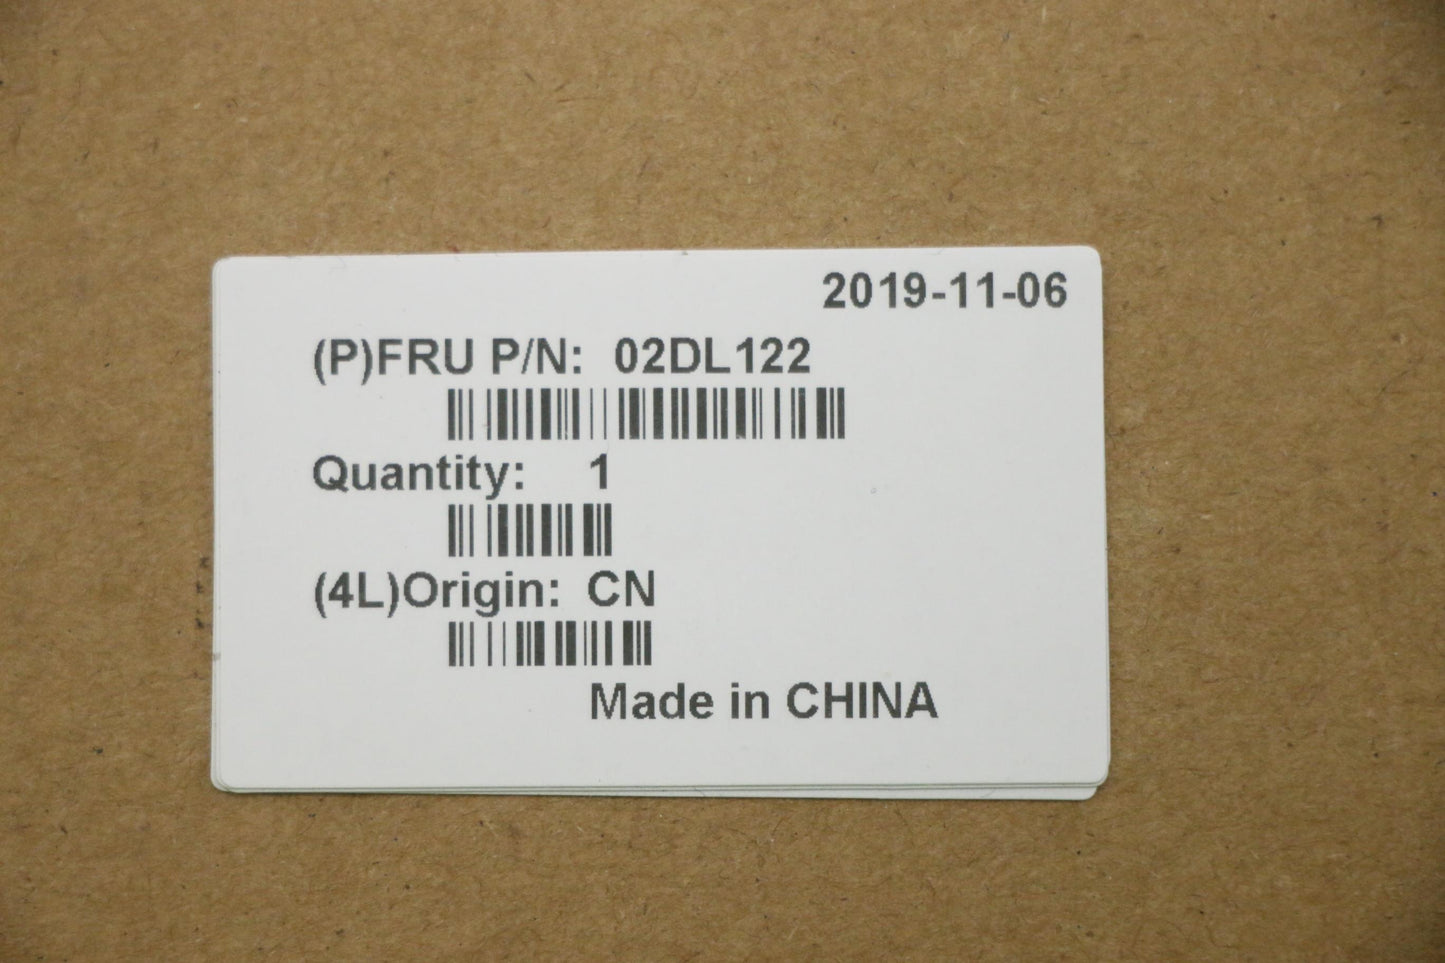 2019-11-06
(P)FRU P/N: 02DL122
Quantity: 1
(4L)Origin: CN
Made in CHINA